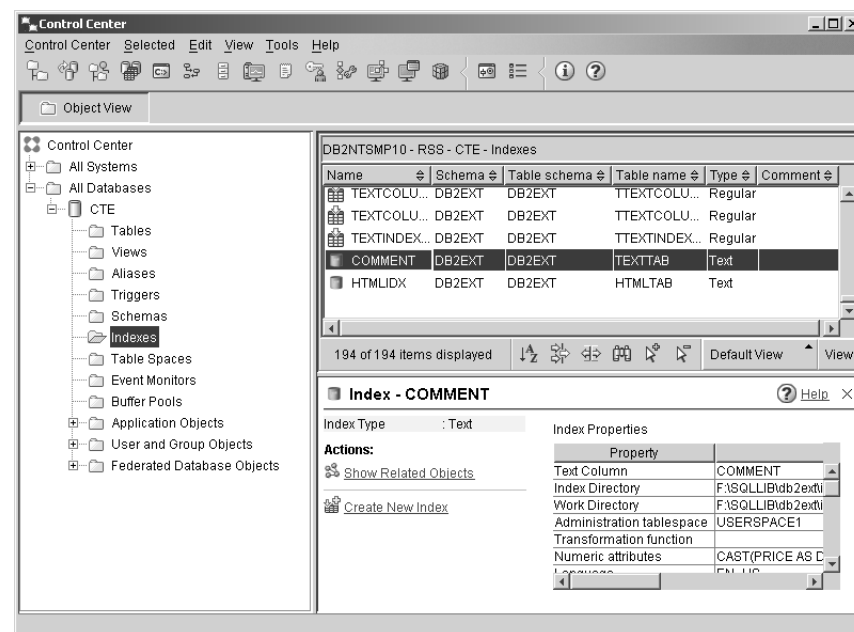 Control Center
Control Center Selected Edit View Tools Help
Object View
Control Center
All Systems
All Databases
CTE
Tables
Views
Aliases
Triggers
Schemas
Indexes
Table Spaces
Event Monitors
Buffer Pools
Application Objects
User and Group Objects
Federated Database Objects
DB2NTSMP10 - RSS - CTE - Indexes
Name Schema Table schema Table name Type Comment
TEXTCOLU... DB2EXT DB2EXT TTEXTCOLU... Regular
TEXTCOLU... DB2EXT DB2EXT TTEXTCOLU... Regular
TEXTINDEX... DB2EXT DB2EXT TTEXTINDEX... Regular
COMMENT DB2EXT DB2EXT TEXTTAB Text
HTMLIDX DB2EXT DB2EXT HTMLTAB Text
194 of 194 items displayed Default View View
Index - COMMENT Help
Index Type : Text
Actions:
Show Related Objects
Create New Index
Index Properties
Property
Text Column COMMENT
Index Directory F:\SQLLIB\db2ext\i
Work Directory F:\SQLLIB\db2ext\i
Administration tablespace USERSPACE1
Transformation function
Numeric attributes CAST(PRICE AS D
Language EN_US